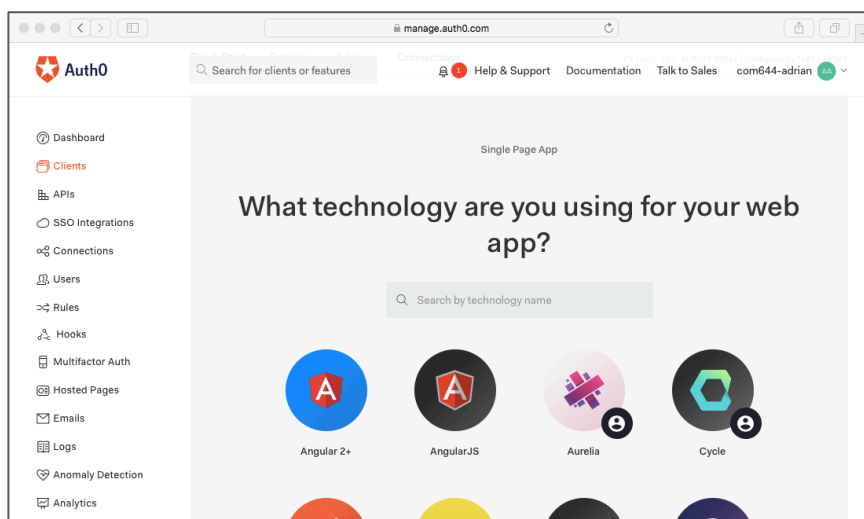 manage.auth0.com
Auth0
Search for clients or features
Connections
1
Help & Support
Documentation
Talk to Sales
com644-adrian
AA
Dashboard
Clients
APIs
SSO Integrations
Connections
Users
Rules
Hooks
Multifactor Auth
Hosted Pages
Emails
Logs
Anomaly Detection
Analytics
Single Page App
What technology are you using for your web
app?
Search by technology name
Angular 2+
AngularJS
Aurelia
Cycle